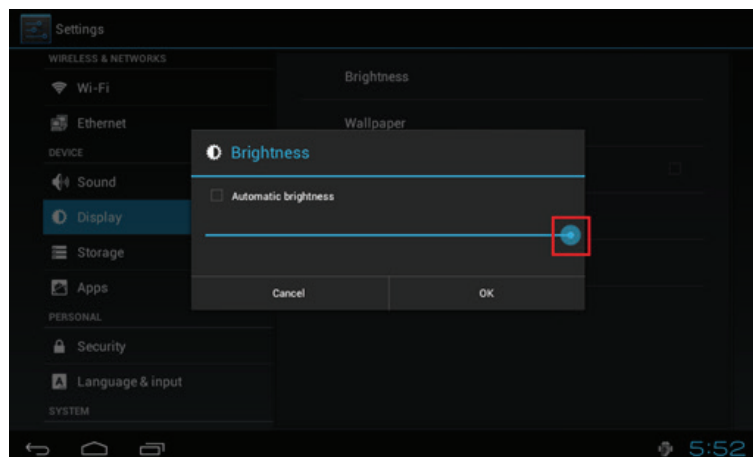 Settings
WIRELESS & NETWORKS
Wi-Fi
Ethernet
DEVICE
Sound
Display
Storage
Apps
PERSONAL
Security
Language & input
SYSTEM
Brightness
Wallpaper
Brightness
Automatic brightness
Cancel
OK
5:52